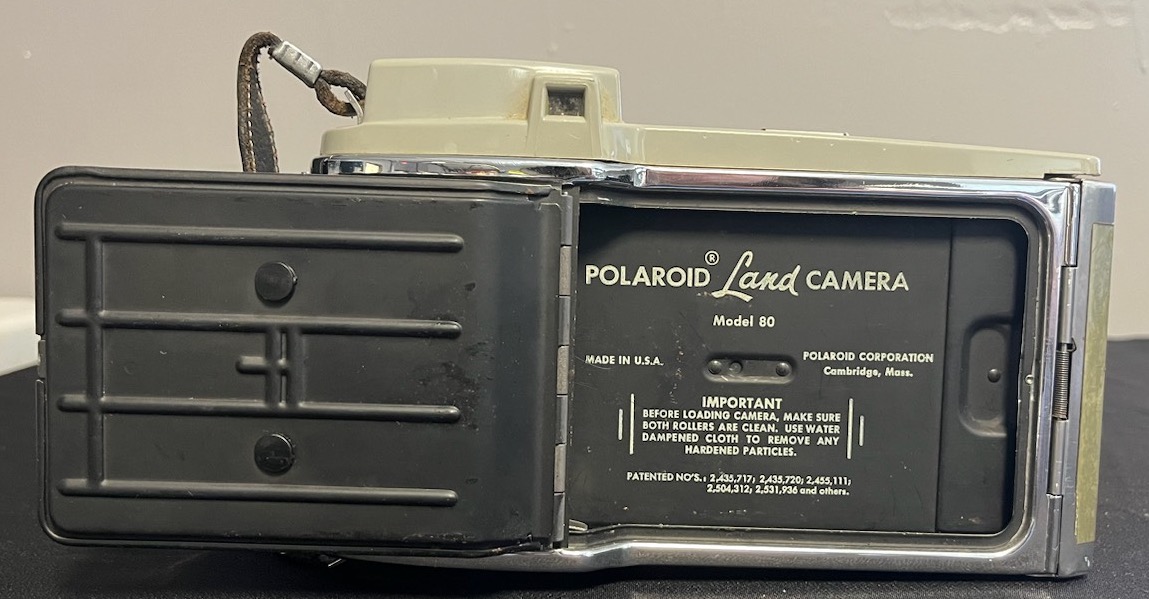 POLAROID® Land CAMERA
Model 80
MADE IN U.S.A.
POLAROID CORPORATION
Cambridge, Mass.
IMPORTANT
BEFORE LOADING CAMERA, MAKE SURE
BOTH ROLLERS ARE CLEAN. USE WATER
DAMPENED CLOTH TO REMOVE ANY
HARDENED PARTICLES.
PATENTED NO'S.: 2,435,717; 2,435,720; 2,455,111;
2,504,312; 2,531,936 and others.